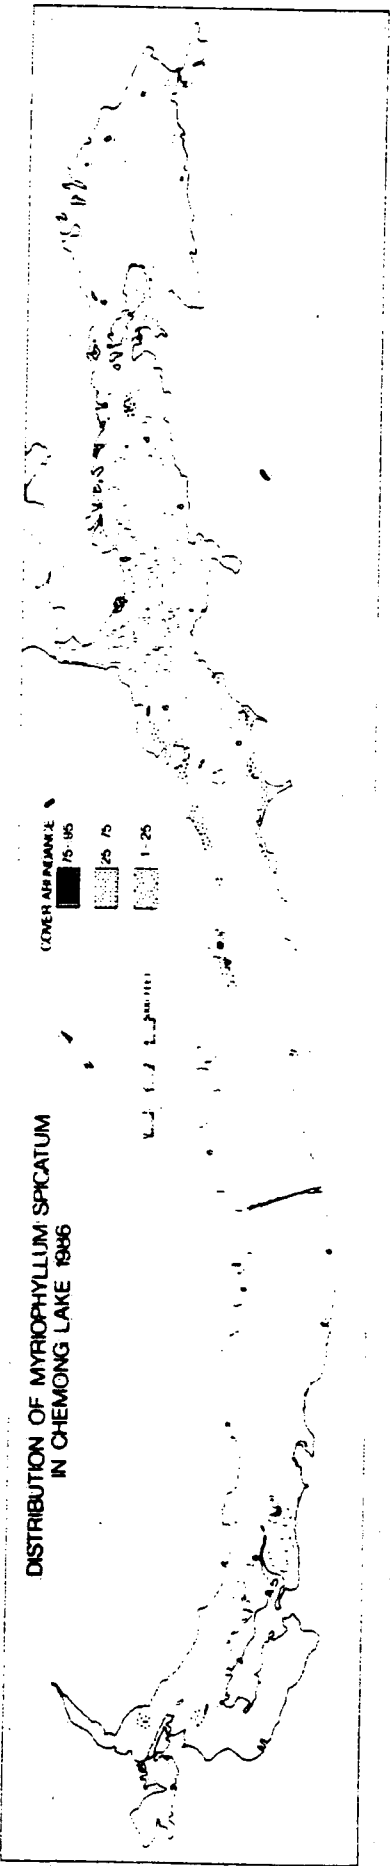 DISTRIBUTION OF MYRIOPHYLLUM SPICATUM
IN CHEMONG LAKE 1986
COVER ABUNDANCE
75-95
25 75
1-25